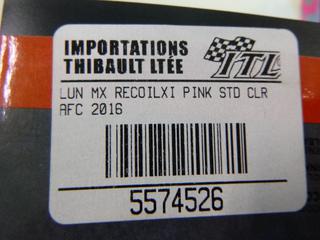 IMPORTATIONS
THIBAULT LTÉE
ITL
LUN MX RECOILXI PINK STD CLR
AFC 2016
5574526